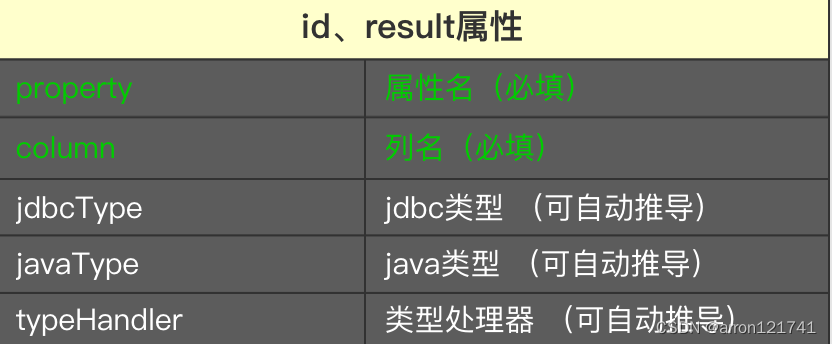 id、result属性
property 属性名（必填）
column 列名（必填）
jdbcType jdbc类型 （可自动推导）
javaType java类型 （可自动推导）
typeHandler 类型处理器 （可自动推导）
CSDN @arron121741